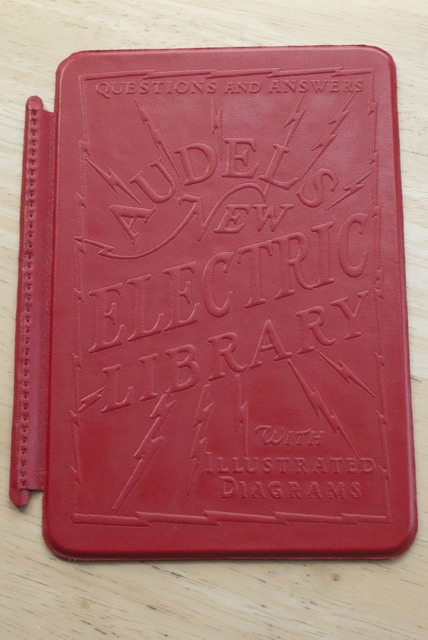 QUESTIONS AND ANSWERS
AUDELS
NEW
ELECTRIC
LIBRARY
WITH
ILLUSTRATED
DIAGRAMS